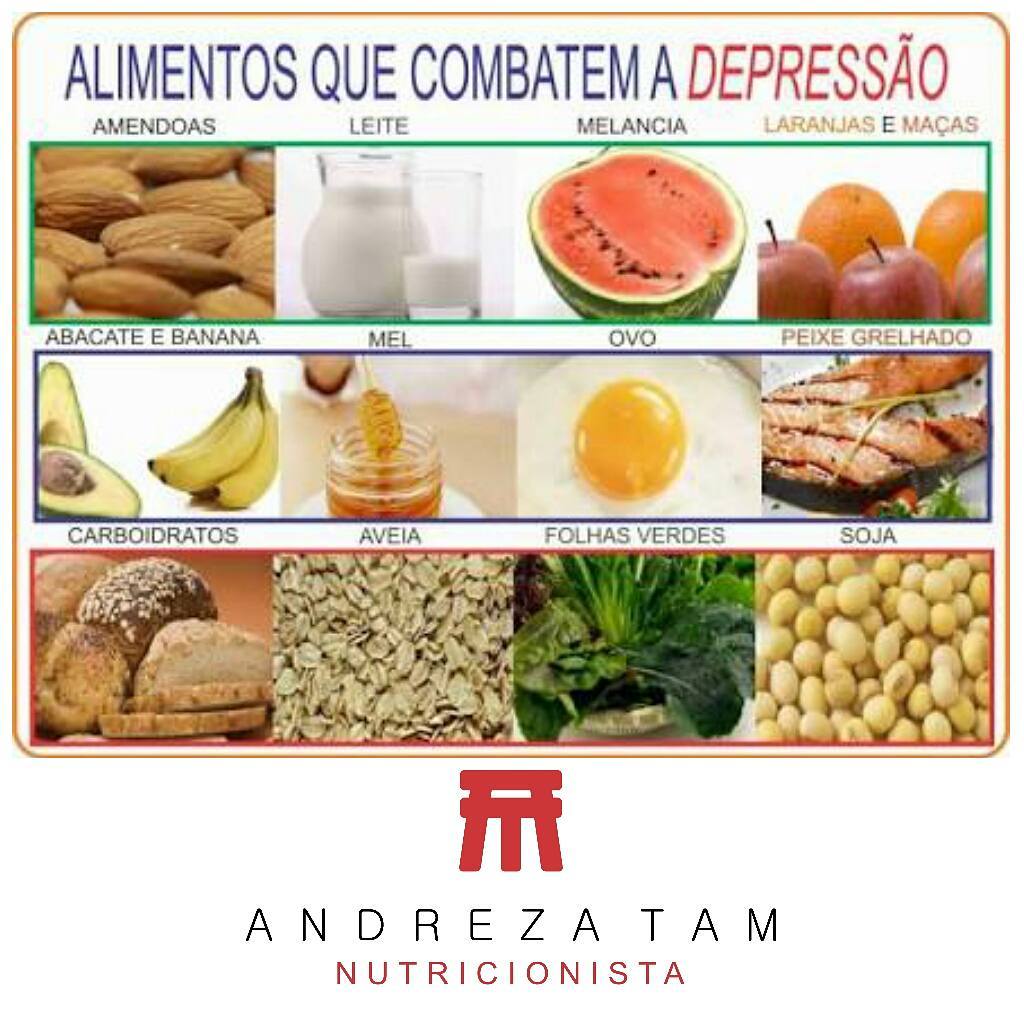 ALIMENTOS QUE COMBATEM A DEPRESSÃO
AMENDOAS LEITE MELANCIA LARANJAS E MAÇAS
ABACATE E BANANA MEL OVO PEIXE GRELHADO
CARBOIDRATOS AVEIA FOLHAS VERDES SOJA
ANDREZA TAM
NUTRICIONISTA